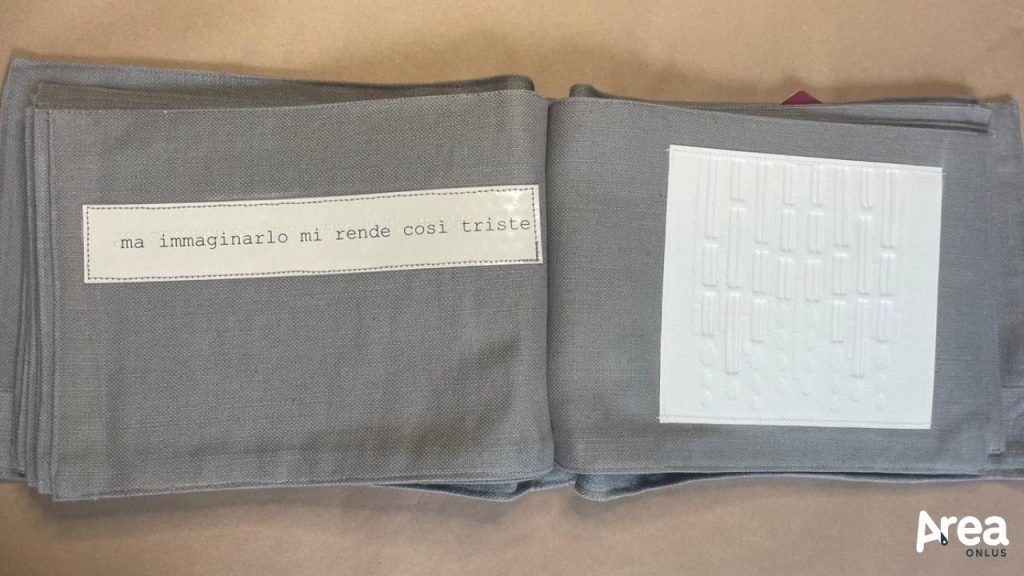 ma immaginarlo mi rende così triste
Area
ONLUS